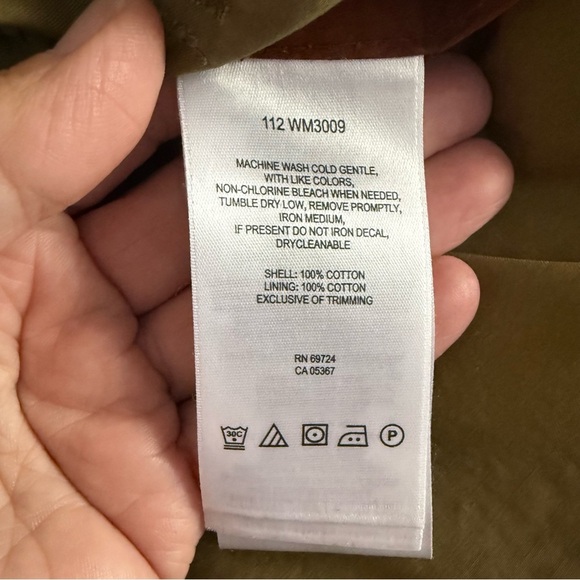 112 WM3009
MACHINE WASH COLD GENTLE,
WITH LIKE COLORS,
NON-CHLORINE BLEACH WHEN NEEDED,
TUMBLE DRY LOW, REMOVE PROMPTLY,
IRON MEDIUM,
IF PRESENT DO NOT IRON DECAL,
DRYCLEANABLE
SHELL: 100% COTTON
LINING: 100% COTTON
EXCLUSIVE OF TRIMMING
RN 69724
CA 05367
30C P